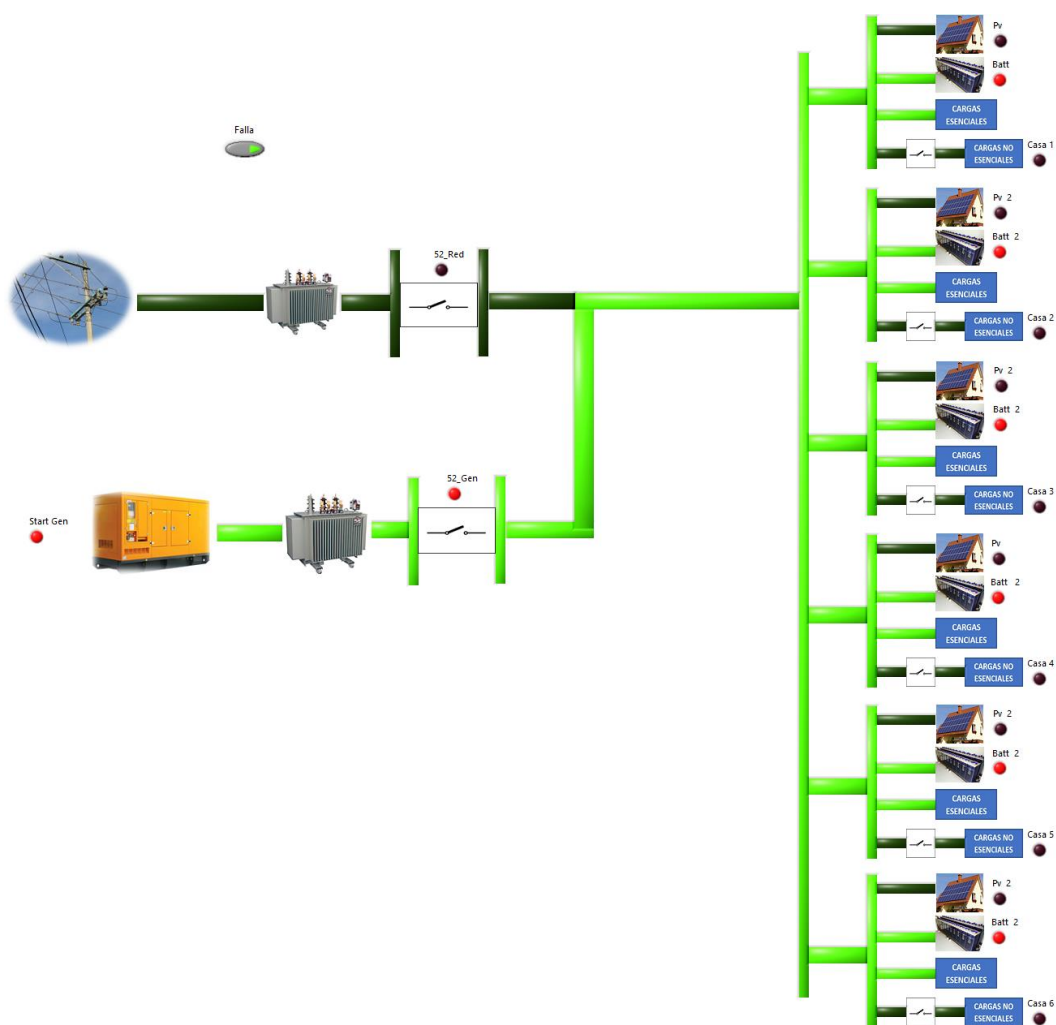 Falla
52_Red
52_Gen
Start Gen
Pv
Batt
CARGAS
ESENCIALES
CARGAS NO
ESENCIALES
Casa 1
Pv 2
Batt 2
CARGAS
ESENCIALES
CARGAS NO
ESENCIALES
Casa 2
Pv 2
Batt 2
CARGAS
ESENCIALES
CARGAS NO
ESENCIALES
Casa 3
Pv
Batt 2
CARGAS
ESENCIALES
CARGAS NO
ESENCIALES
Casa 4
Pv 2
Batt 2
CARGAS
ESENCIALES
CARGAS NO
ESENCIALES
Casa 5
Pv 2
Batt 2
CARGAS
ESENCIALES
CARGAS NO
ESENCIALES
Casa 6